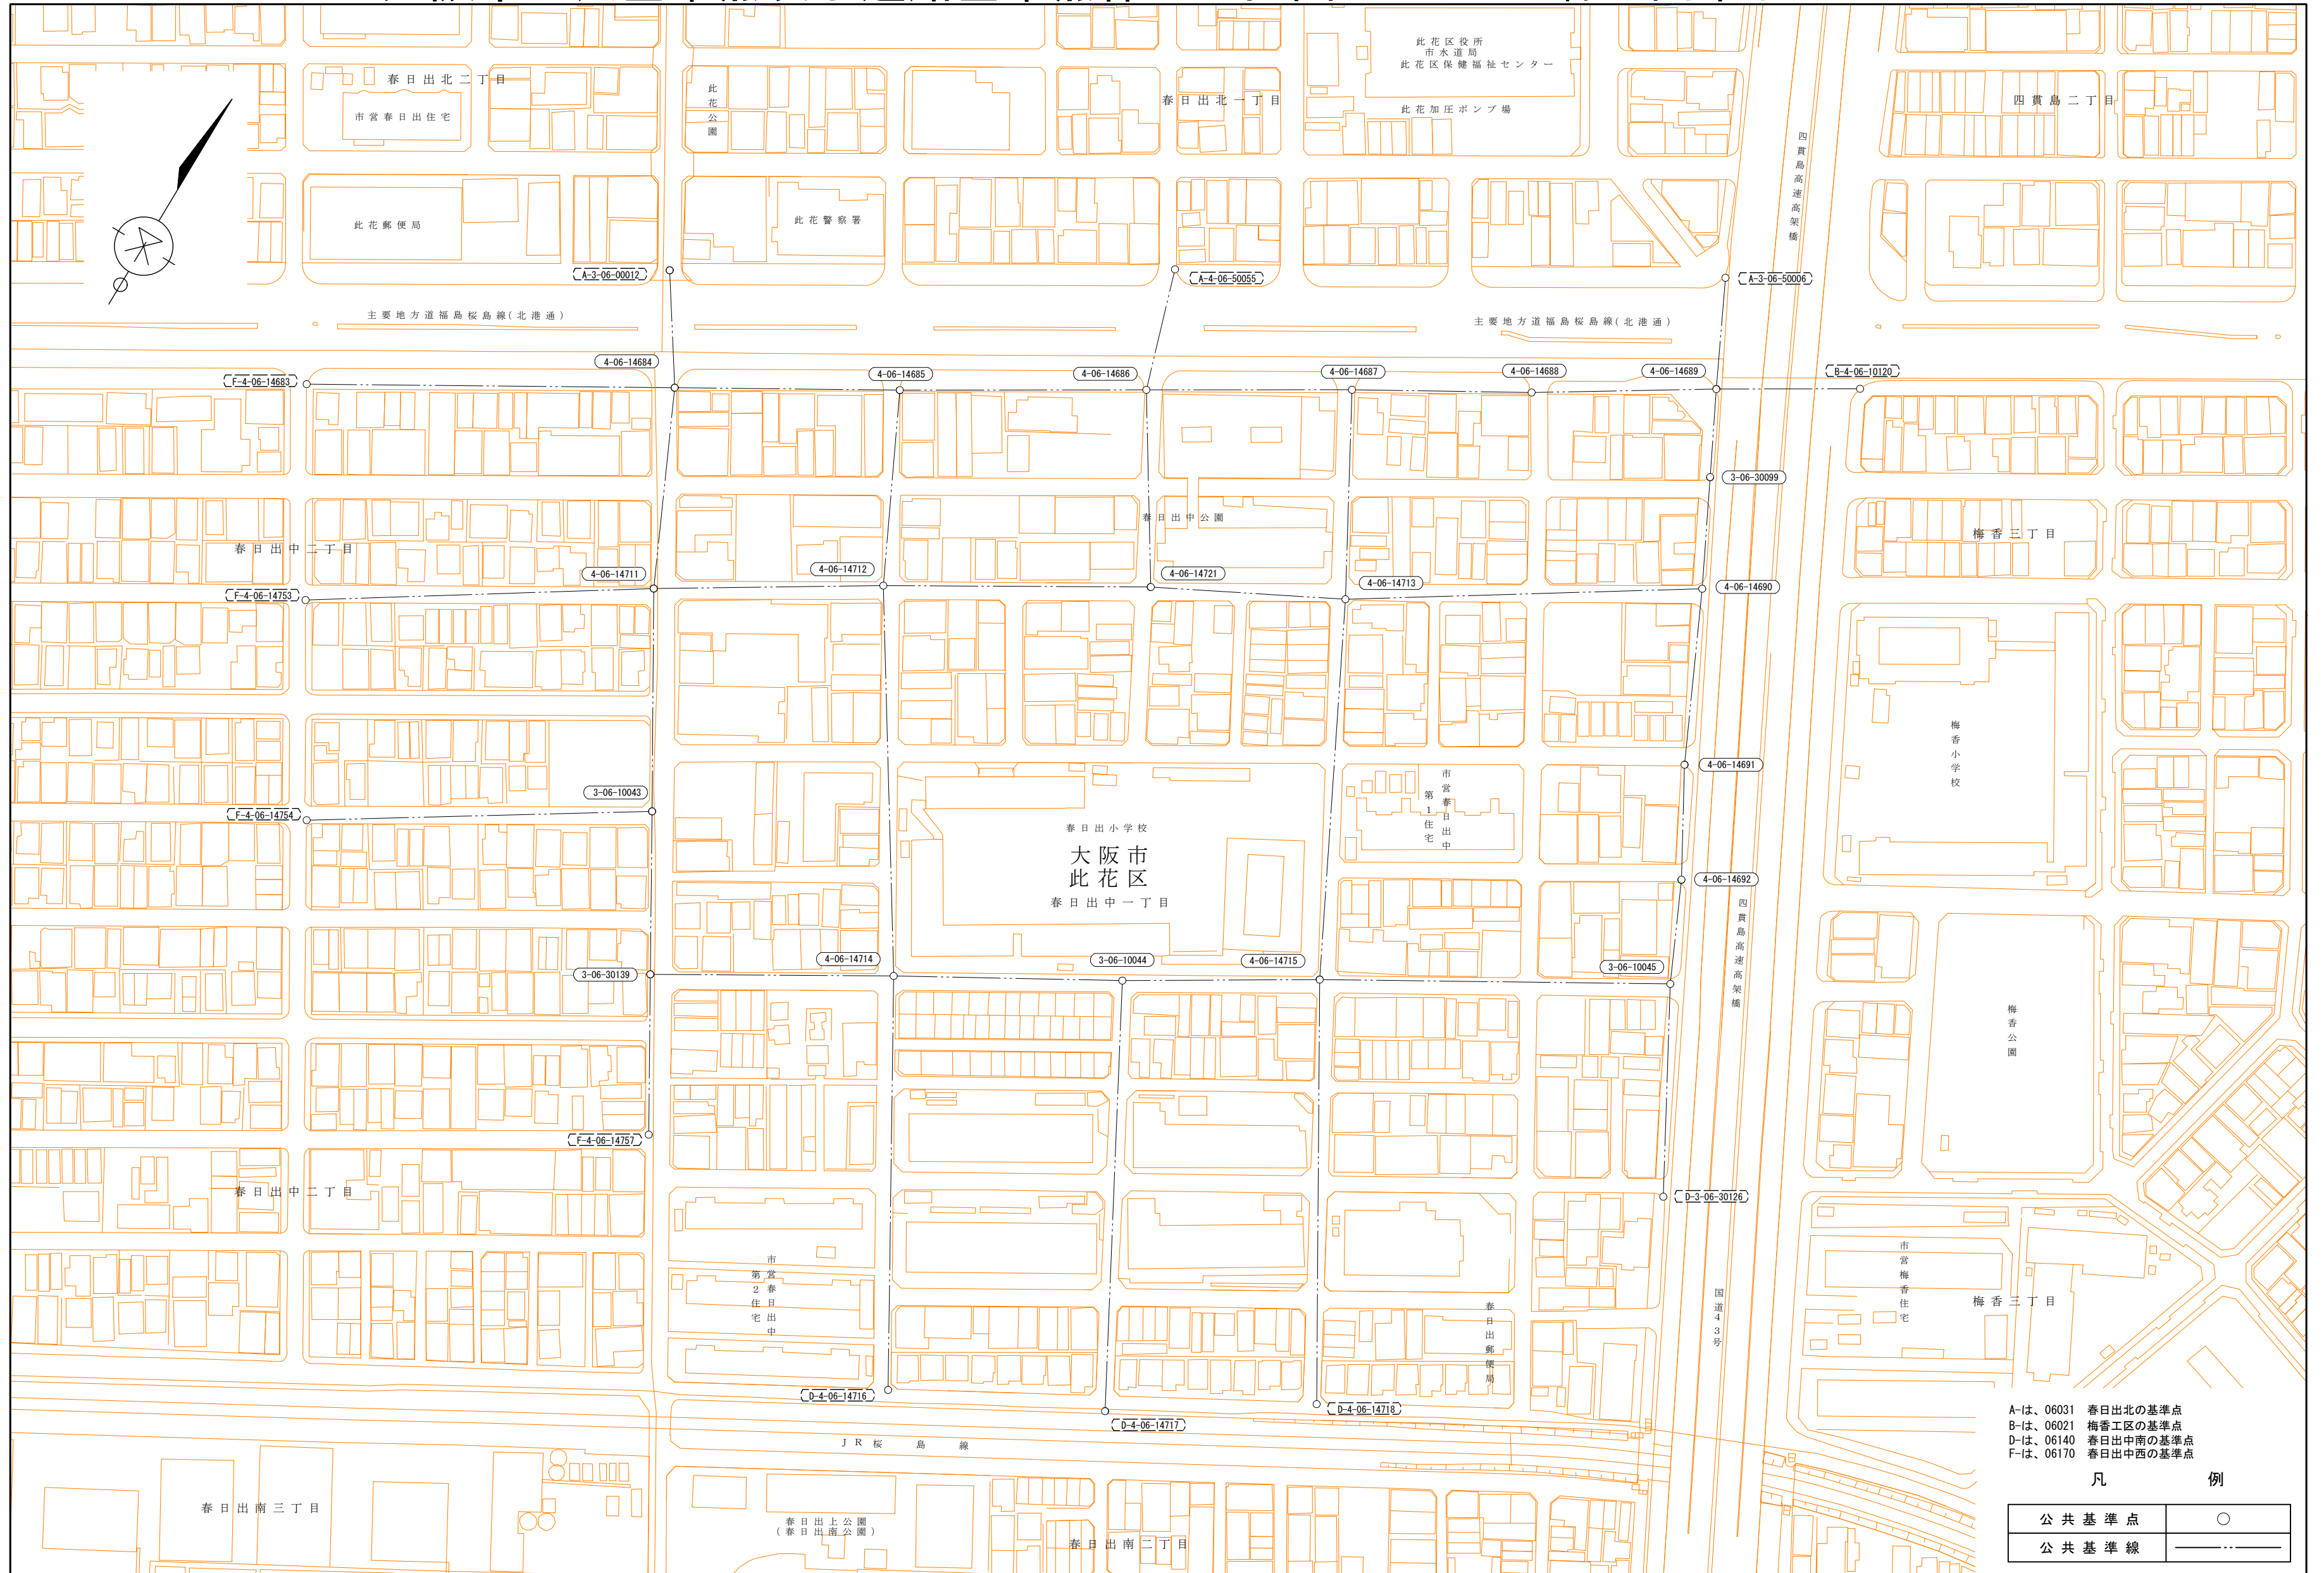 此花区役所
市水道局
此花区保健福祉センター
春日出北二丁目
此花公園
春日出北一丁目
此花加圧ポンプ場
四貫島二丁目
市営春日出住宅
四貫島高速高架橋
此花郵便局
此花警察署
A-3-06-00012
A-4-06-50055
A-3-06-50006
主要地方道福島桜島線(北港通)
主要地方道福島桜島線(北港通)
4-06-14684
F-4-06-14683
4-06-14685
4-06-14686
4-06-14687
4-06-14688
4-06-14689
B-4-06-10120
3-06-30099
春日出中公園
梅香三丁目
春日出中二丁目
4-06-14711
4-06-14712
4-06-14721
4-06-14713
4-06-14690
F-4-06-14753
梅香小学校
4-06-14691
3-06-10043
市営春日出中
第1住宅
F-4-06-14754
春日出小学校
大阪市
此花区
春日出中一丁目
4-06-14692
四貫島高速高架橋
3-06-30139
4-06-14714
3-06-10044
4-06-14715
3-06-10045
梅香公園
F-4-06-14757
春日出中二丁目
D-3-06-30126
市営春日出中
第2住宅
国道43号
市営梅香住宅
梅香三丁目
春日出郵便局
D-4-06-14716
D-4-06-14717
D-4-06-14718
JR桜島線
A-は、06031 春日出北の基準点
B-は、06021 梅香工区の基準点
D-は、06140 春日出中南の基準点
F-は、06170 春日出中西の基準点
凡例
公共基準点
公共基準線
春日出南三丁目
春日出上公園
(春日出南公園)
春日出南二丁目